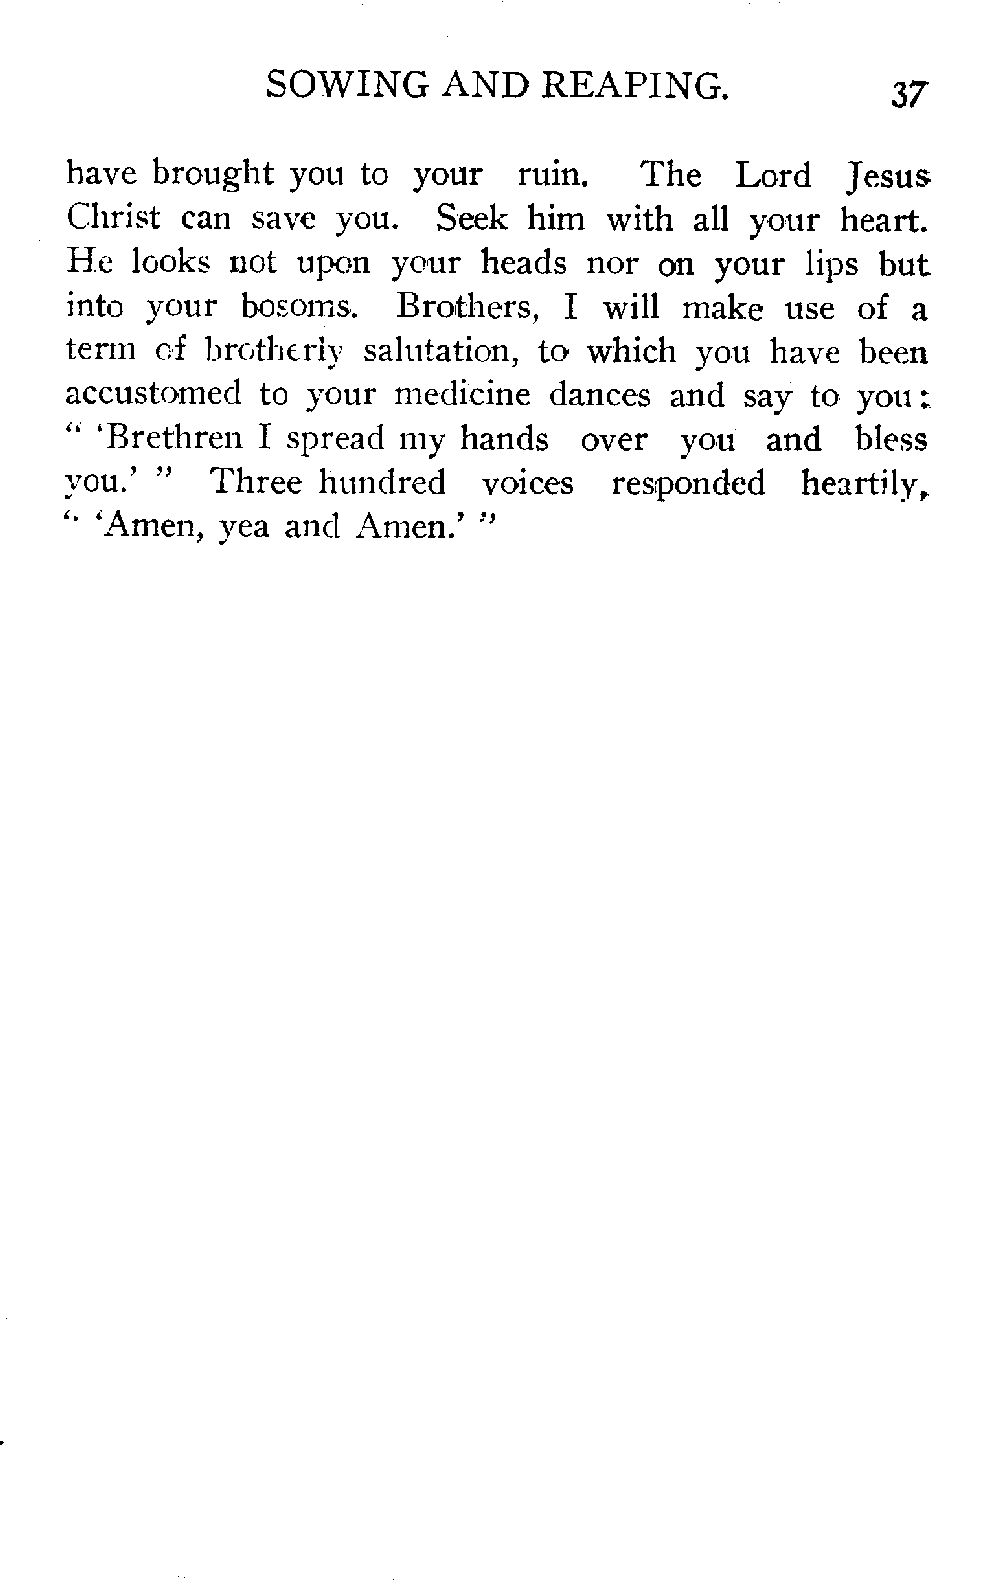 SOWING AND REAPING. 37
have brought you to your ruin. The Lord Jesus
Christ can save you. Seek him with all your heart.
He looks not upon your heads nor on your lips but
into your bosoms. Brothers, I will make use of a
term of brotherly salutation, to which you have been
accustomed to your medicine dances and say to you:
" 'Brethren I spread my hands over you and bless
you.' " Three hundred voices responded heartily,
" 'Amen, yea and Amen.' "